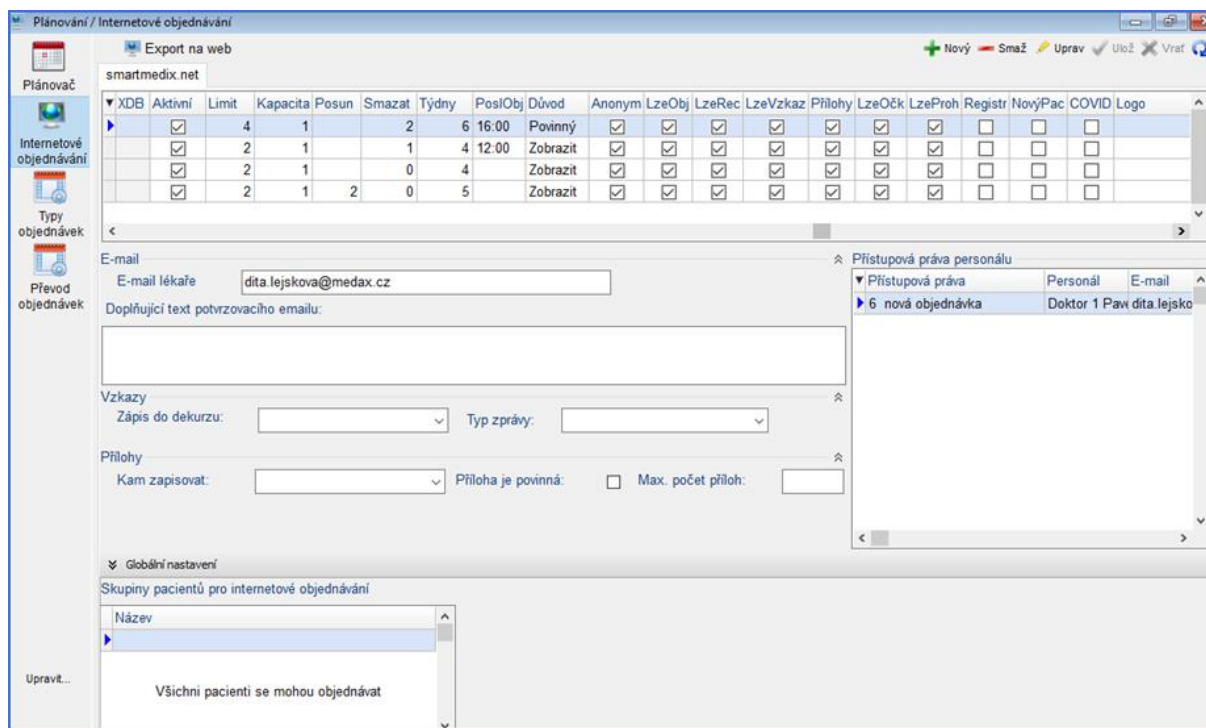 Plánování / Internetové objednávání
Plánovač
Internetové
objednávání
Typy
objednávek
Převod
objednávek
Upravit...
Export na web
Nový Smaž Uprav Ulož Vrať
smartmedix.net
XDB Aktivní Limit Kapacita Posun Smazat Týdny PoslObj Důvod Anonym LzeObj LzeRec LzeVzkaz Přílohy LzeOčk LzeProh Registr NovýPac COVID Logo
4 1 2 6 16:00 Povinný
2 1 1 4 12:00 Zobrazit
2 1 0 4 Zobrazit
2 1 2 0 5 Zobrazit
E-mail
E-mail lékaře dita.lejskova@medax.cz
Doplňující text potvrzovacího emailu:
Vzkazy
Zápis do dekurzu: Typ zprávy:
Přílohy
Kam zapisovat: Příloha je povinná: Max. počet příloh:
Přístupová práva personálu
Přístupová práva Personál E-mail
6 nová objednávka Doktor 1 Pave dita.lejsko
Globální nastavení
Skupiny pacientů pro internetové objednávání
Název
Všichni pacienti se mohou objednávat